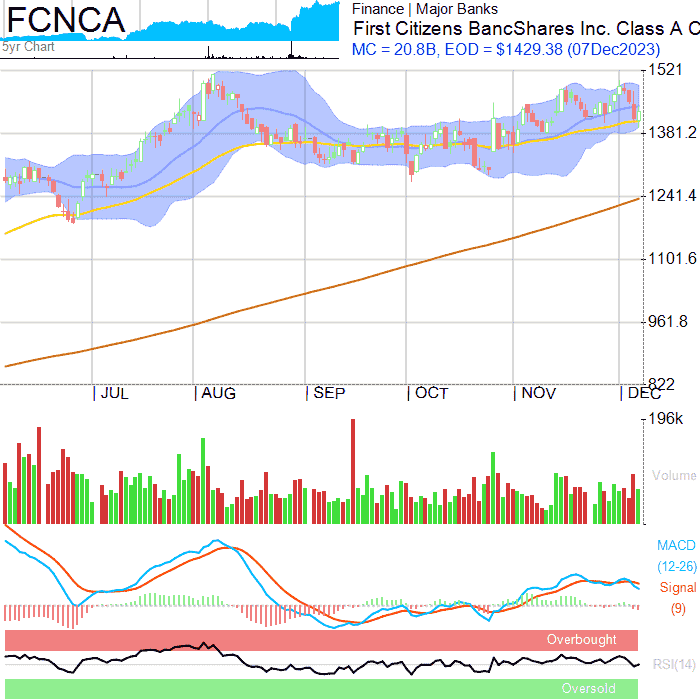 FCNCA
5yr Chart
Finance | Major Banks
First Citizens BancShares Inc. Class A C
MC = 20.8B, EOD = $1429.38 (07Dec2023)
1521
1381.2
1241.4
1101.6
961.8
822
JUL AUG SEP OCT NOV DEC
196k
Volume
MACD
(12-26)
Signal
(9)
Overbought
RSI(14)
Oversold